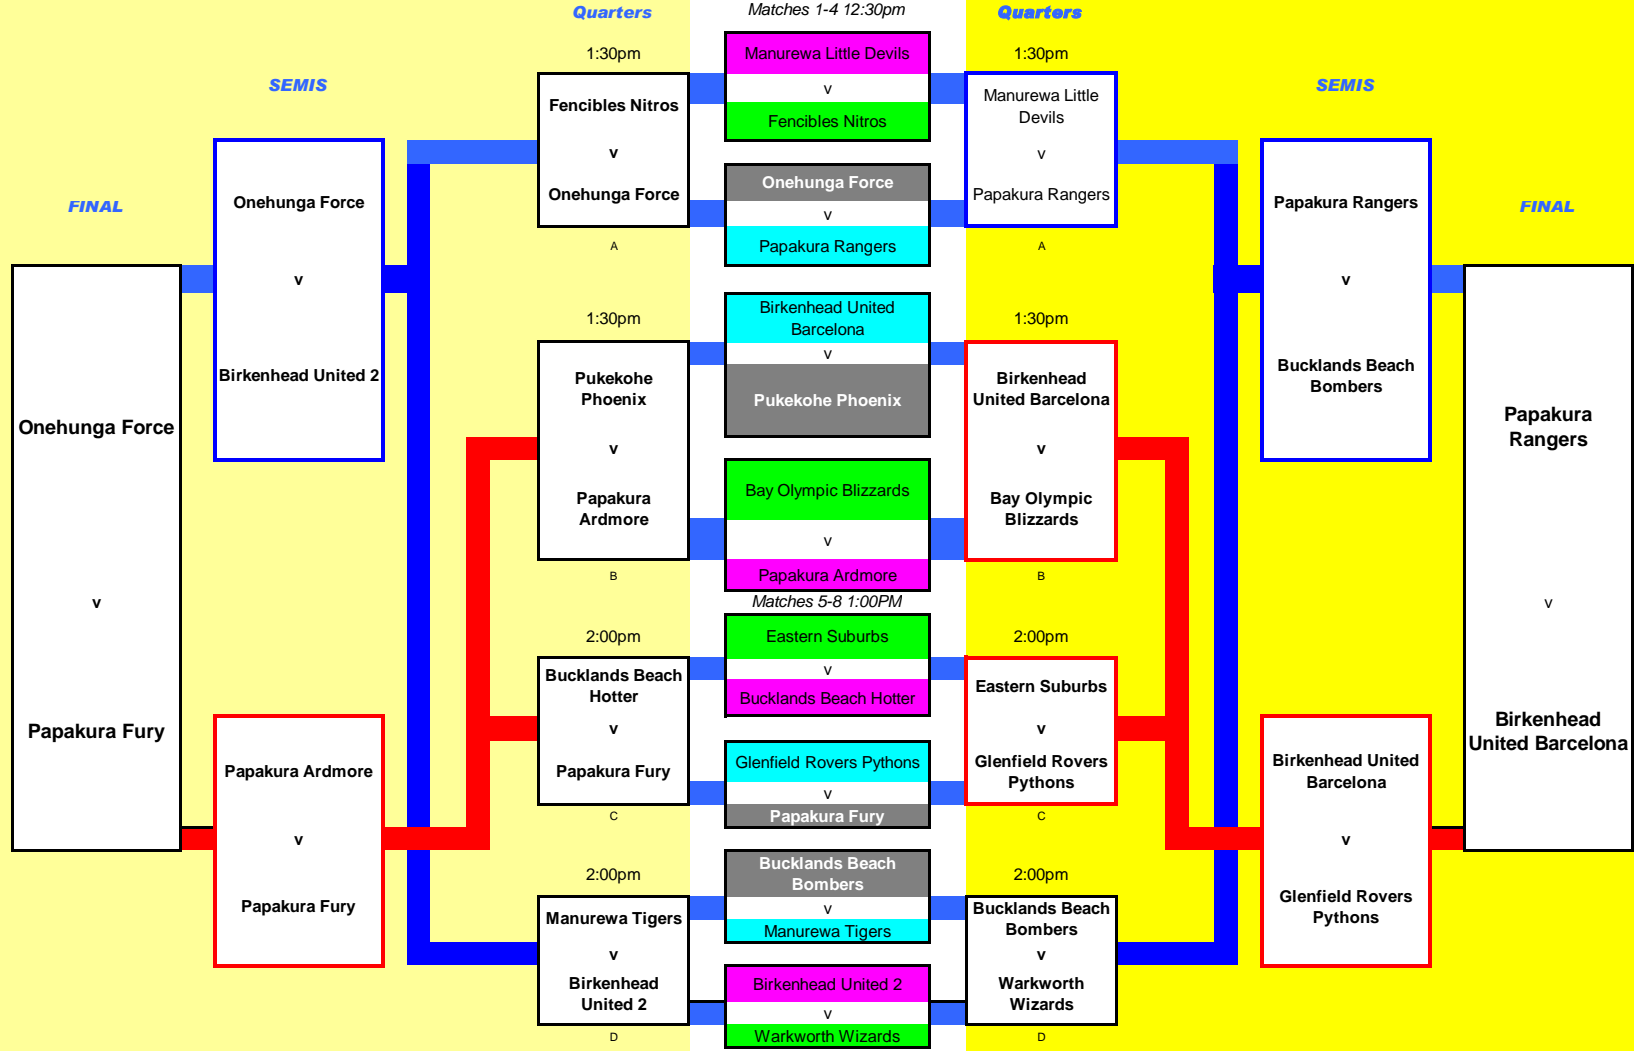 Quarters
Matches 1-4 12:30pm
Quarters
1:30pm
Manurewa Little Devils
1:30pm
SEMIS
Fencibles Nitros
v
Manurewa Little
Devils
SEMIS
Fencibles Nitros
v
v
Onehunga Force
Onehunga Force
Papakura Rangers
v
Papakura Rangers
A
A
FINAL
Onehunga Force
v
Birkenhead United 2
Papakura Rangers
v
Bucklands Beach
Bombers
FINAL
1:30pm
Birkenhead United
Barcelona
1:30pm
v
Pukekohe
Phoenix
Pukekohe Phoenix
Birkenhead
United Barcelona
v
v
Papakura
Ardmore
Bay Olympic Blizzards
Bay Olympic
Blizzards
v
B
Papakura Ardmore
B
Onehunga Force
v
Papakura Fury
Papakura
Rangers
v
Birkenhead
United Barcelona
Matches 5-8 1:00PM
2:00pm
Eastern Suburbs
2:00pm
v
Bucklands Beach
Hotter
Bucklands Beach Hotter
Eastern Suburbs
v
v
Papakura Fury
Glenfield Rovers Pythons
Glenfield Rovers
Pythons
v
C
Papakura Fury
C
Papakura Ardmore
v
Papakura Fury
Birkenhead United
Barcelona
v
Glenfield Rovers
Pythons
2:00pm
Bucklands Beach
Bombers
2:00pm
Manurewa Tigers
v
Bucklands Beach
Bombers
Manurewa Tigers
v
v
Birkenhead
United 2
Birkenhead United 2
Warkworth
Wizards
v
D
Warkworth Wizards
D